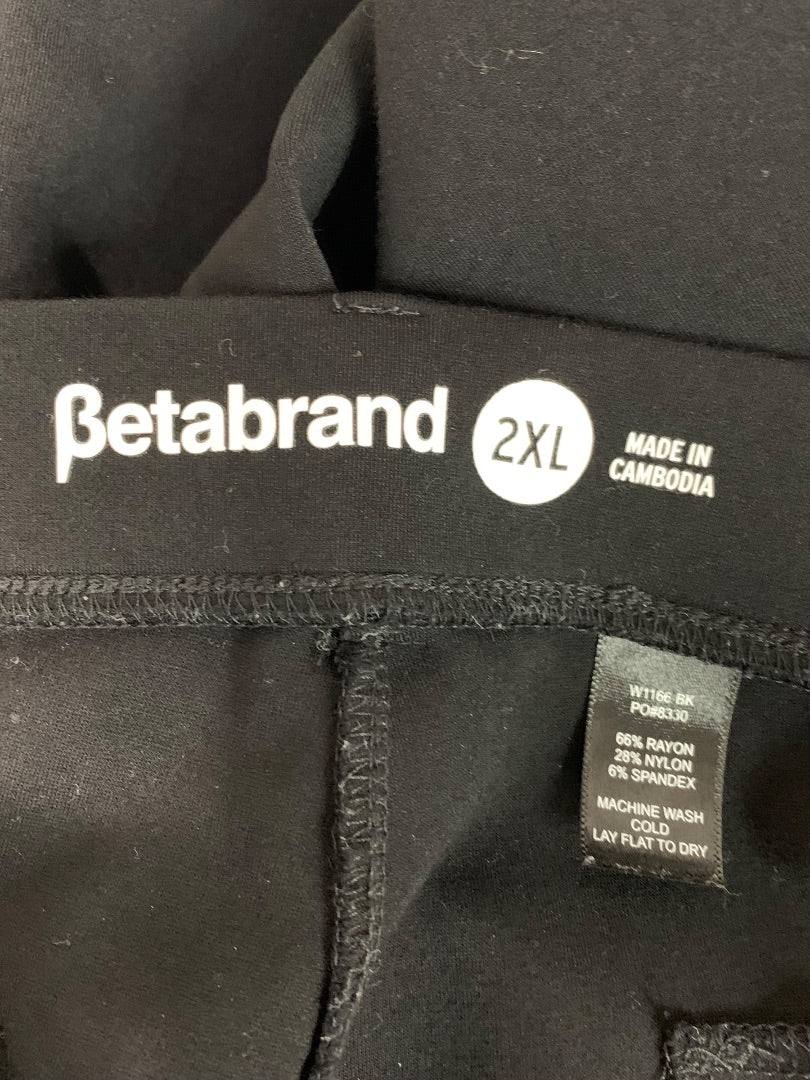 βetabrand
2XL
MADE IN
CAMBODIA
W1166 BK
PO#8330
66% RAYON
28% NYLON
6% SPANDEX
MACHINE WASH
COLD
LAY FLAT TO DRY